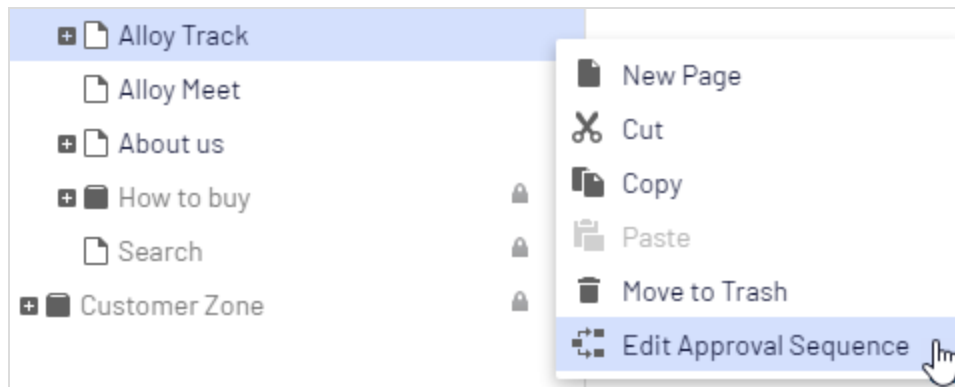 Alloy Track
Alloy Meet
About us
How to buy
Search
Customer Zone
New Page
Cut
Copy
Paste
Move to Trash
Edit Approval Sequence